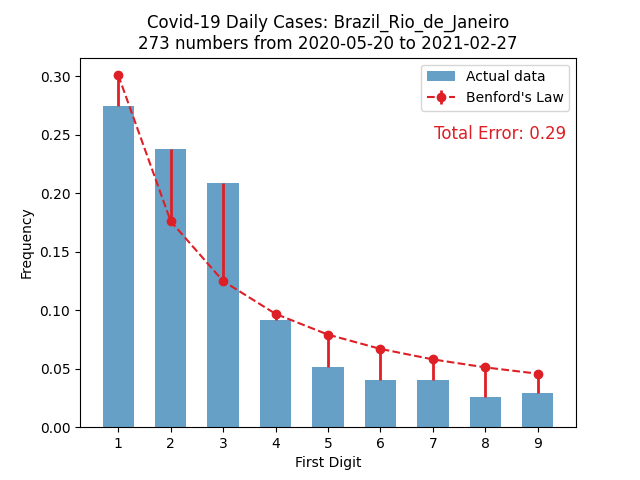 Covid-19 Daily Cases: Brazil_Rio_de_Janeiro
273 numbers from 2020-05-20 to 2021-02-27
Actual data
Benford's Law
Total Error: 0.29
Frequency
0.30
0.25
0.20
0.15
0.10
0.05
0.00
1 2 3 4 5 6 7 8 9
First Digit